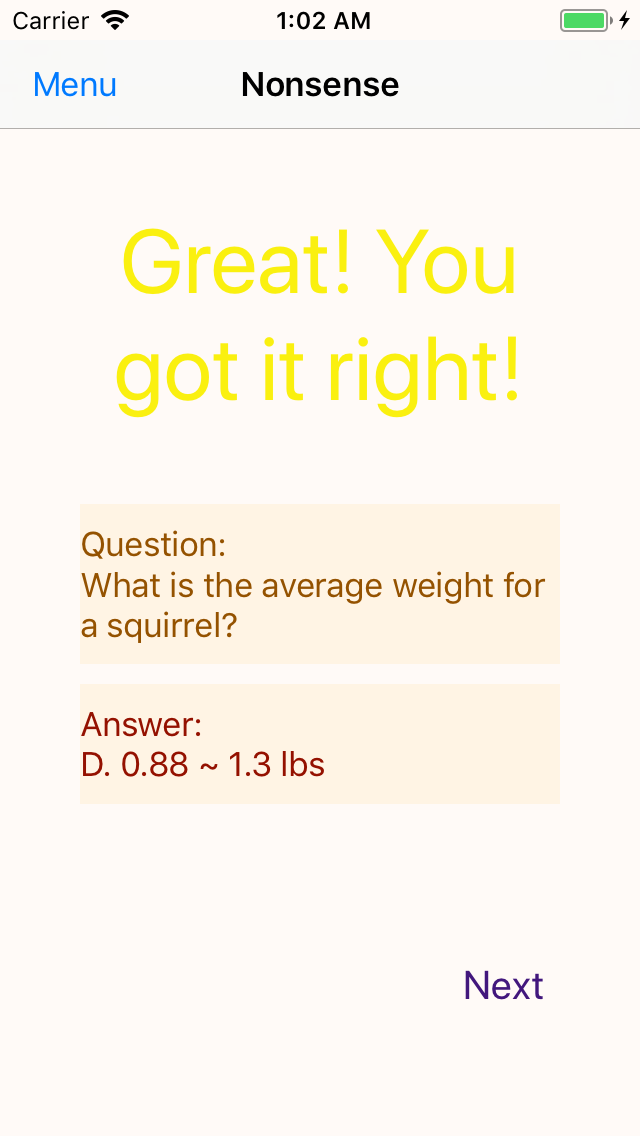 Carrier 1:02 AM
Menu Nonsense
Great! You
got it right!
Question:
What is the average weight for
a squirrel?
Answer:
D. 0.88 ~ 1.3 lbs
Next